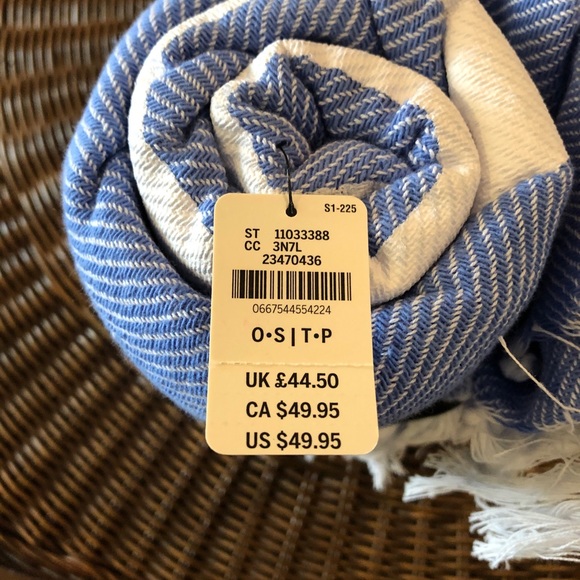 S1-225
ST 11033388
CC 3N7L
23470436
0667544554224
O•S|T•P
UK £44.50
CA $49.95
US $49.95